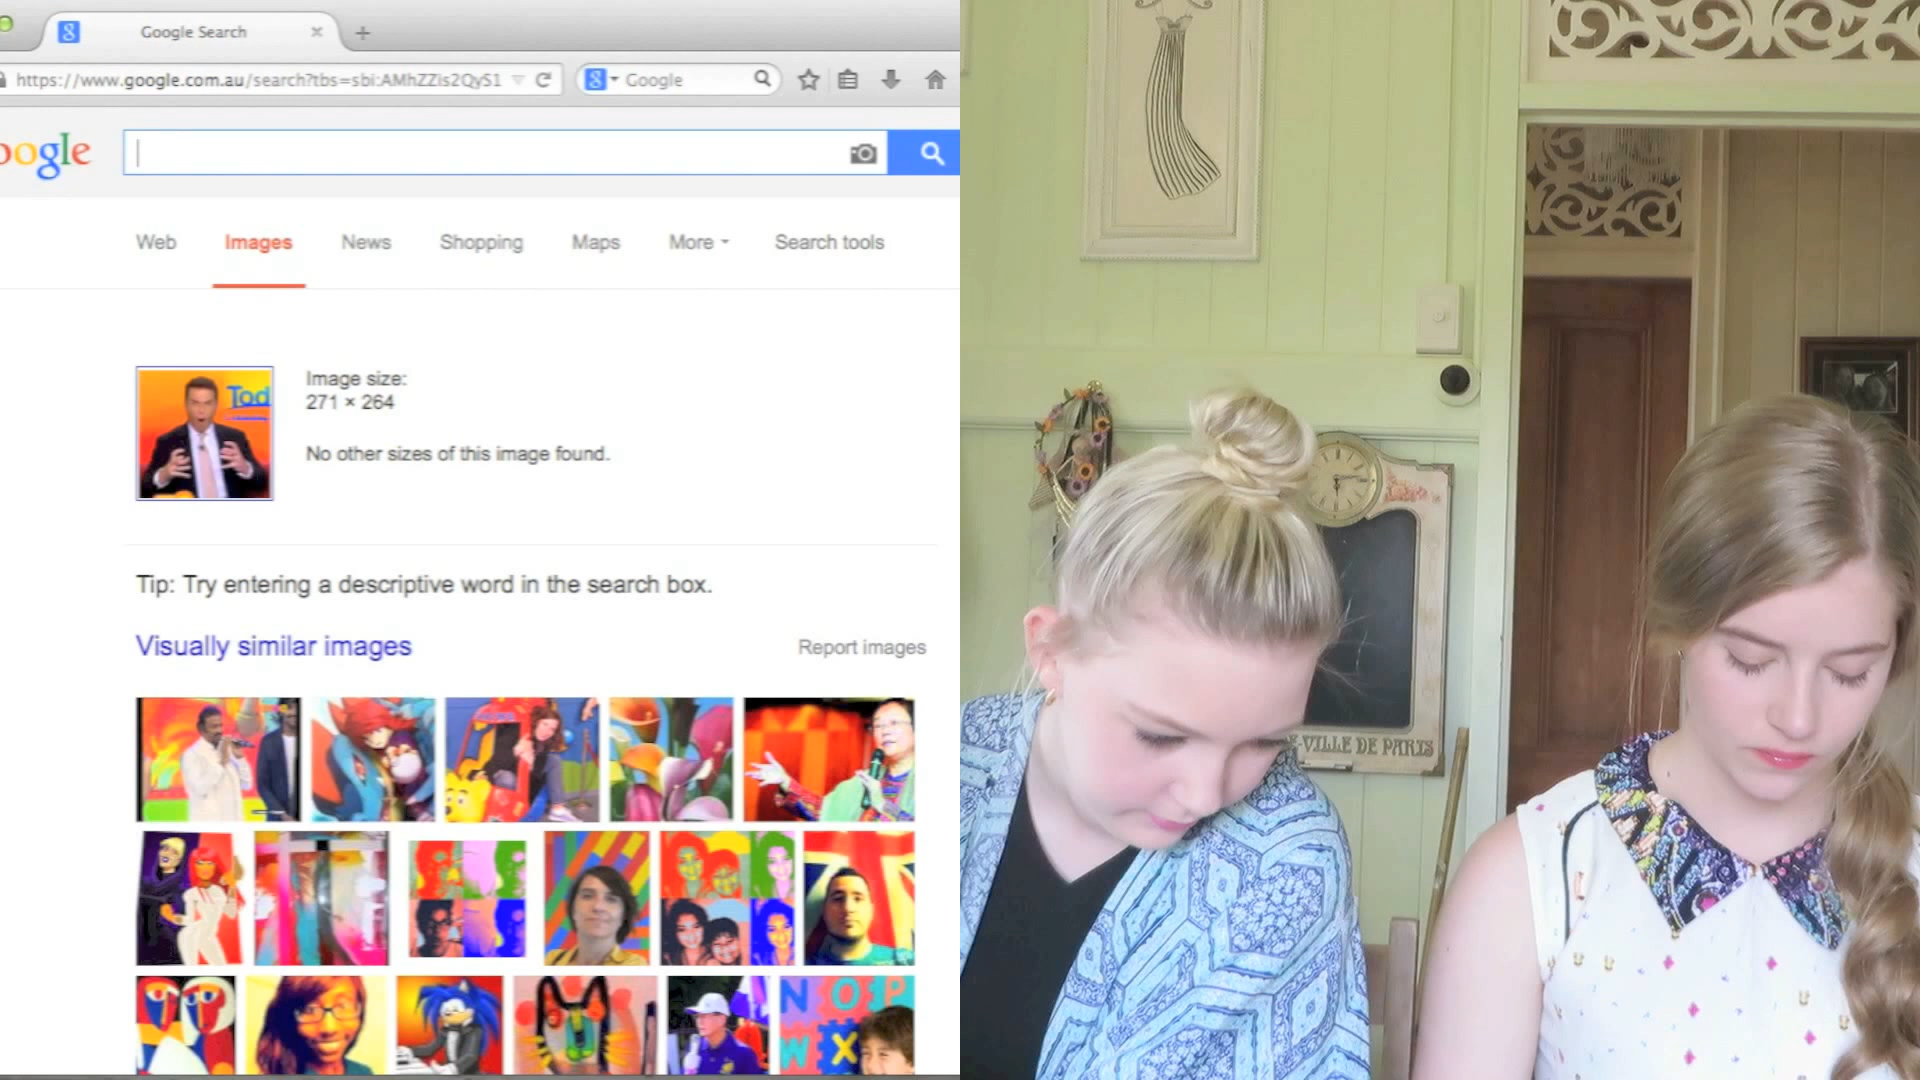 Google Search
https://www.google.com.au/search?tbs=sbi:AMhZZis2QyS1
Google
oogle
Web Images News Shopping Maps More Search tools
Tod
Image size:
271 × 264
No other sizes of this image found.
Tip: Try entering a descriptive word in the search box.
Visually similar images Report images
N O P
W X
-VILLE DE PARIS